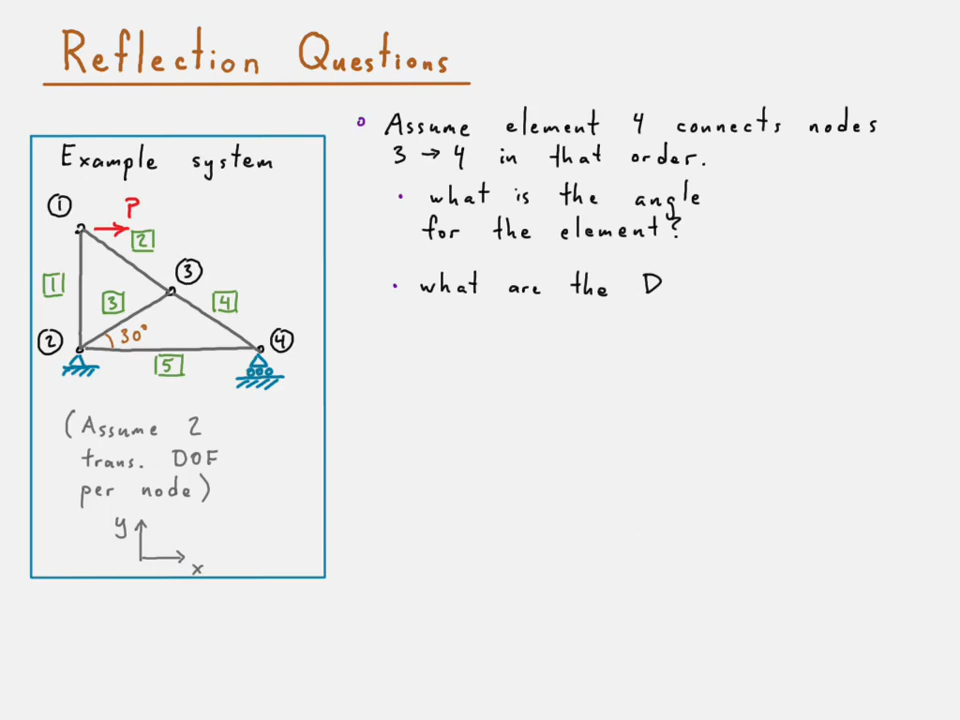 Reflection Questions
Example system
1
P
2
1
3
3
4
2
30°
4
5
(Assume 2
trans. DOF
per node)
y
x
Assume element 4 connects nodes
3 → 4 in that order.
• what is the angle
for the element?
• what are the D